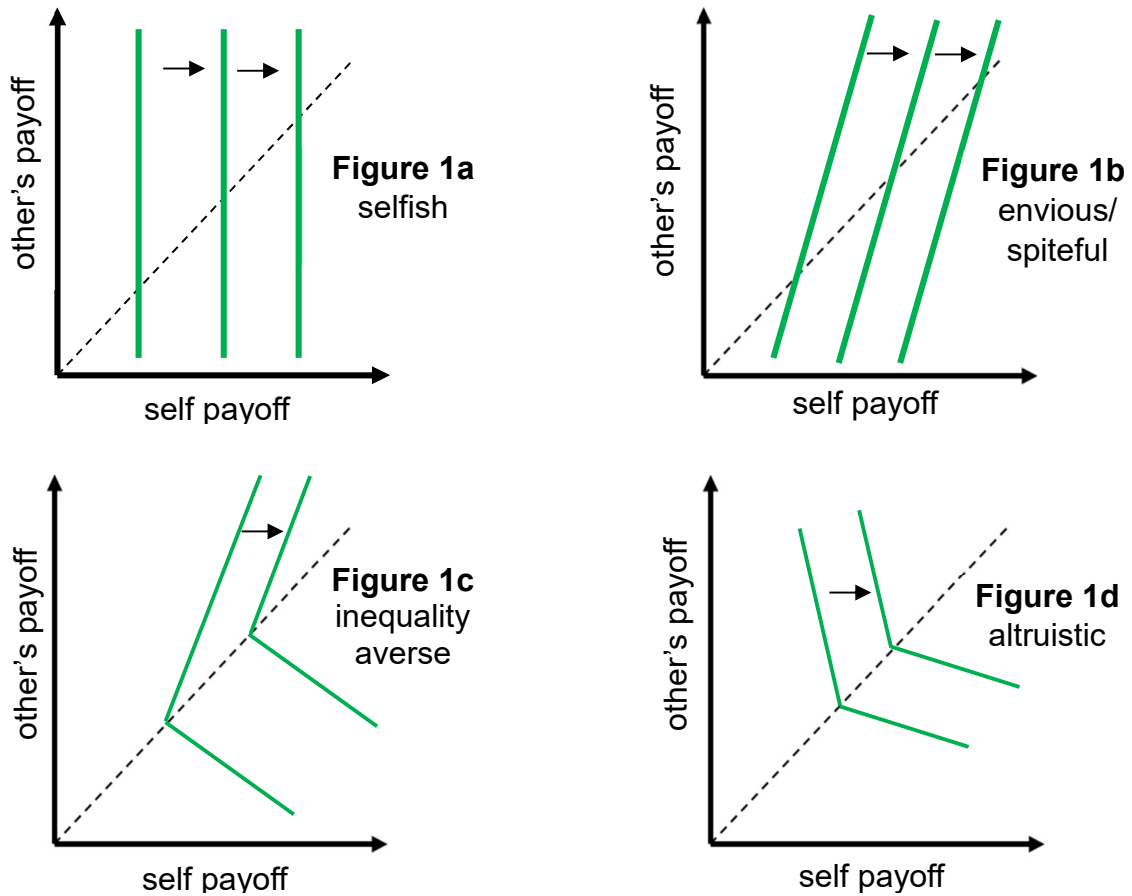 other's payoff
Figure 1a
selfish
self payoff
other's payoff
Figure 1b
envious/
spiteful
self payoff
other's payoff
Figure 1c
inequality
averse
self payoff
other's payoff
Figure 1d
altruistic
self payoff